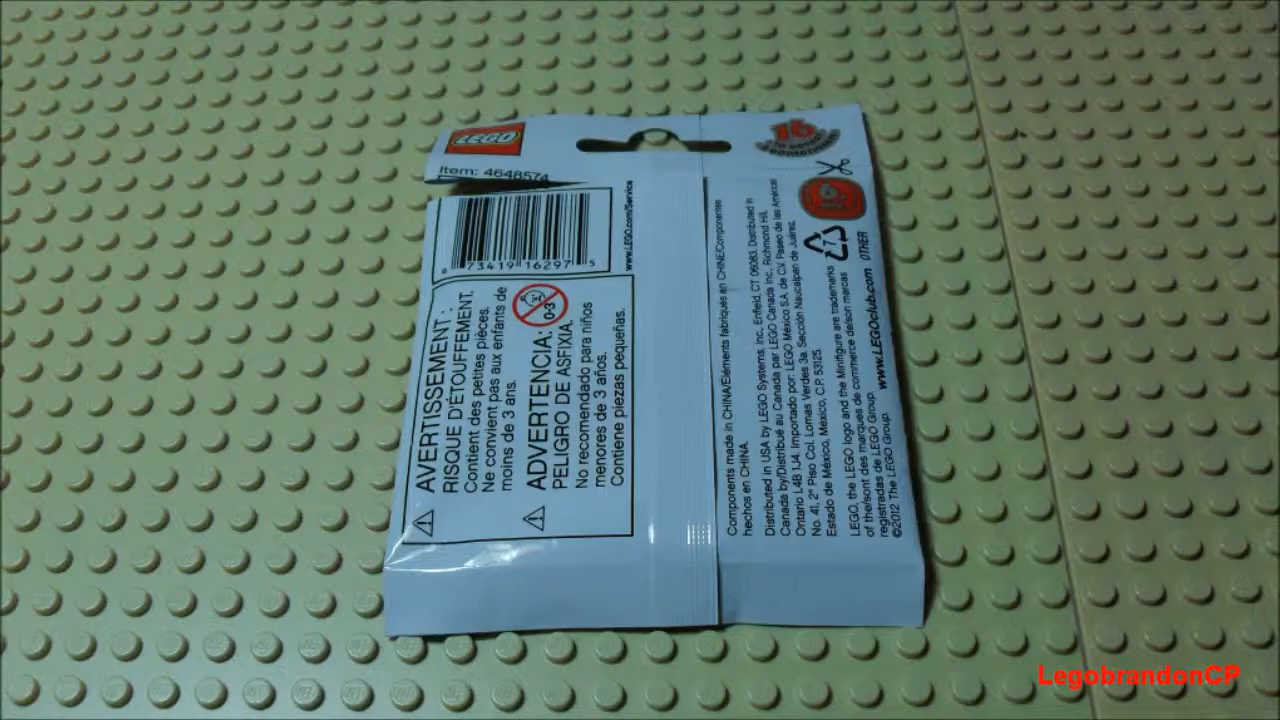 LEGO
Item: 4648574
0 73419 16297 5
www.LEGO.com/Service
AVERTISSEMENT :
RISQUE D'ÉTOUFFEMENT.
Contient des petites pièces.
Ne convient pas aux enfants de
moins de 3 ans.
0-3
ADVERTENCIA:
PELIGRO DE ASFIXIA.
No recomendado para niños
menores de 3 años.
Contiene piezas pequeñas.
16
TO COLLECT
À COLLECTIONNER
7
OTHER
Components made in CHINA/Éléments fabriqués en CHINE/Componentes
hechos en CHINA.
Distributed in USA by LEGO Systems, Inc., Enfield, CT 06083. Distributed in
Canada by/Distribué au Canada par LEGO Canada Inc., Richmond Hill,
Ontario L4B 1J4. Importado por: LEGO México S.A. de C.V. Paseo de las Américas
No. 41, 2° Piso Col. Lomas Verdes 3a. Sección Naucalpan de Juárez,
Estado de México, México, C.P. 53125.
LEGO, the LEGO logo and the Minifigure are trademarks
of the/sont des marques de commerce de/son marcas
registradas de LEGO Group.
©2012 The LEGO Group.
www.LEGOclub.com
LegobrandonCP